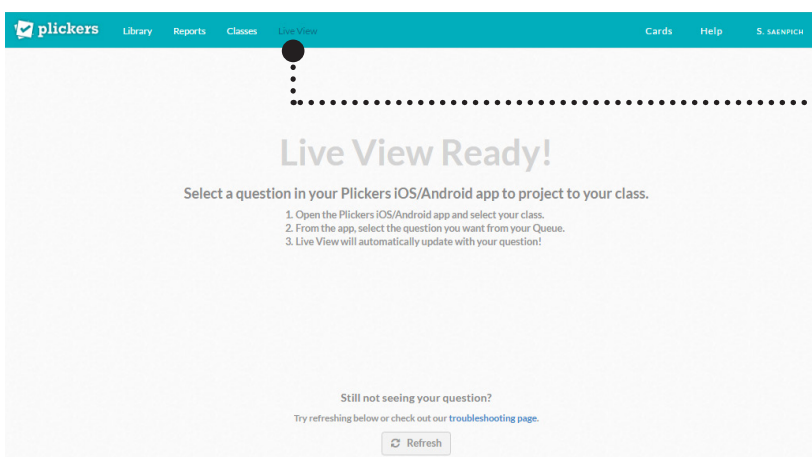 plickers Library Reports Classes Live View Cards Help S. SAENPICH
Live View Ready!
Select a question in your Plickers iOS/Android app to project to your class.
1. Open the Plickers iOS/Android app and select your class.
2. From the app, select the question you want from your Queue.
3. Live View will automatically update with your question!
Still not seeing your question?
Try refreshing below or check out our troubleshooting page.
Refresh